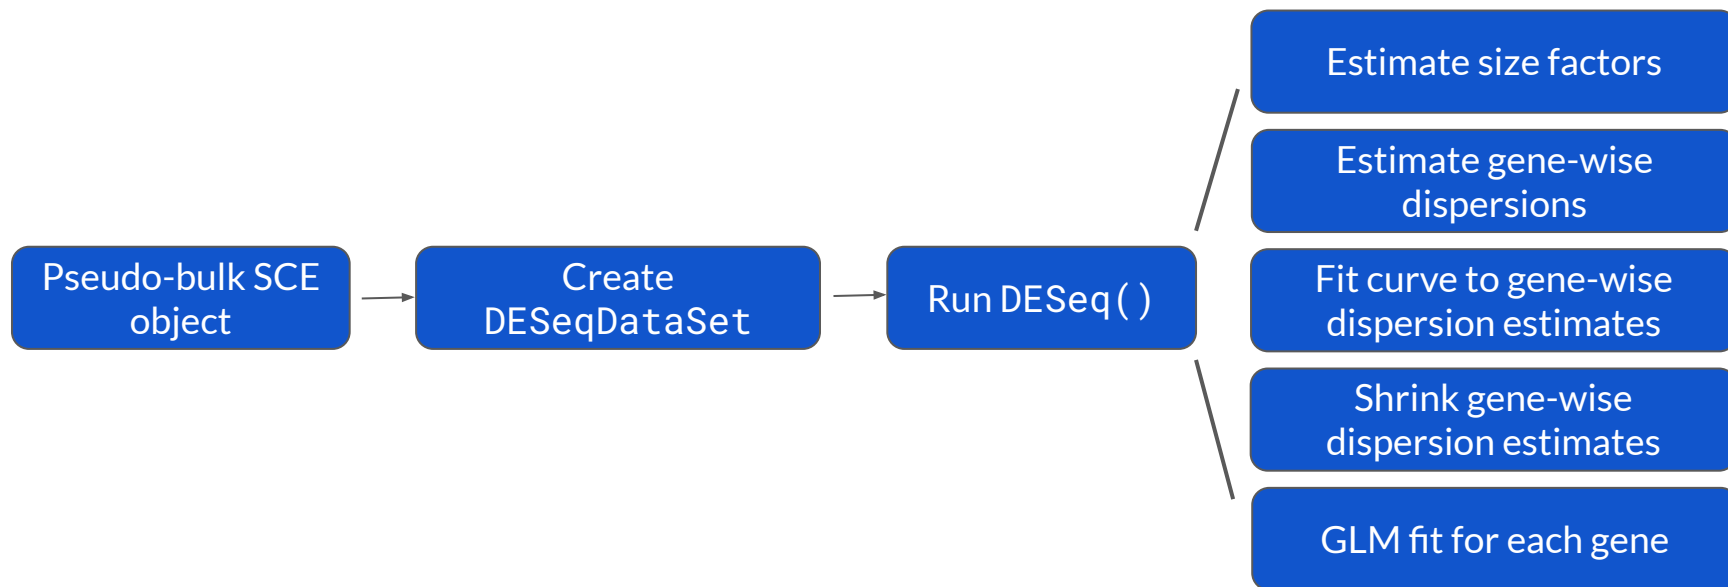 Pseudo-bulk SCE
object
Create
DESeqDataSet
Run DESeq()
Estimate size factors
Estimate gene-wise
dispersions
Fit curve to gene-wise
dispersion estimates
Shrink gene-wise
dispersion estimates
GLM fit for each gene